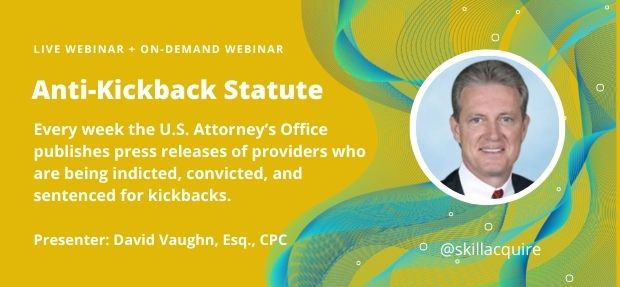 LIVE WEBINAR + ON-DEMAND WEBINAR
Anti-Kickback Statute
Every week the U.S. Attorney’s Office
publishes press releases of providers who
are being indicted, convicted, and
sentenced for kickbacks.
Presenter: David Vaughn, Esq., CPC
@skillacquire